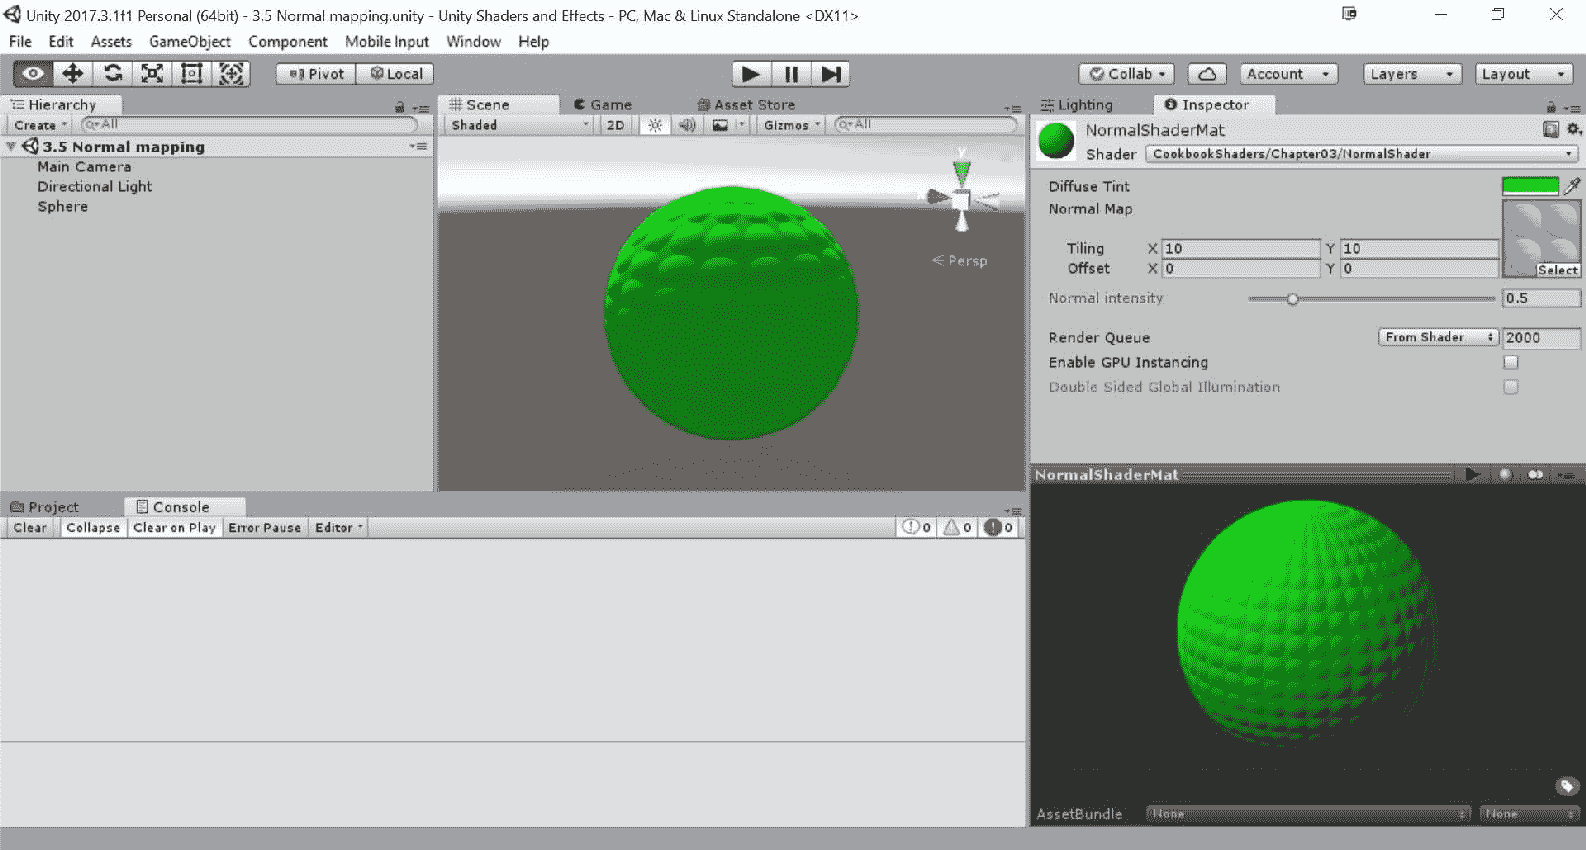 Unity 2017.3.1f1 Personal (64bit) - 3.5 Normal mapping.unity - Unity Shaders and Effects - PC, Mac & Linux Standalone <DX11>
File Edit Assets GameObject Component Mobile Input Window Help
Pivot Local Collab Account Layers Layout
Hierarchy
Create All
3.5 Normal mapping
Main Camera
Directional Light
Sphere
Scene Game Asset Store
Shaded 2D Gizmos All
y
x
Persp
Lighting Inspector
NormalShaderMat
Shader CookbookShaders/Chapter03/NormalShader
Diffuse Tint
Normal Map
Tiling X 10 Y 10
Offset X 0 Y 0
Select
Normal intensity 0.5
Render Queue From Shader 2000
Enable GPU Instancing
Double Sided Global Illumination
NormalShaderMat
AssetBundle None None
Project Console
Clear Collapse Clear on Play Error Pause Editor 0 0 0